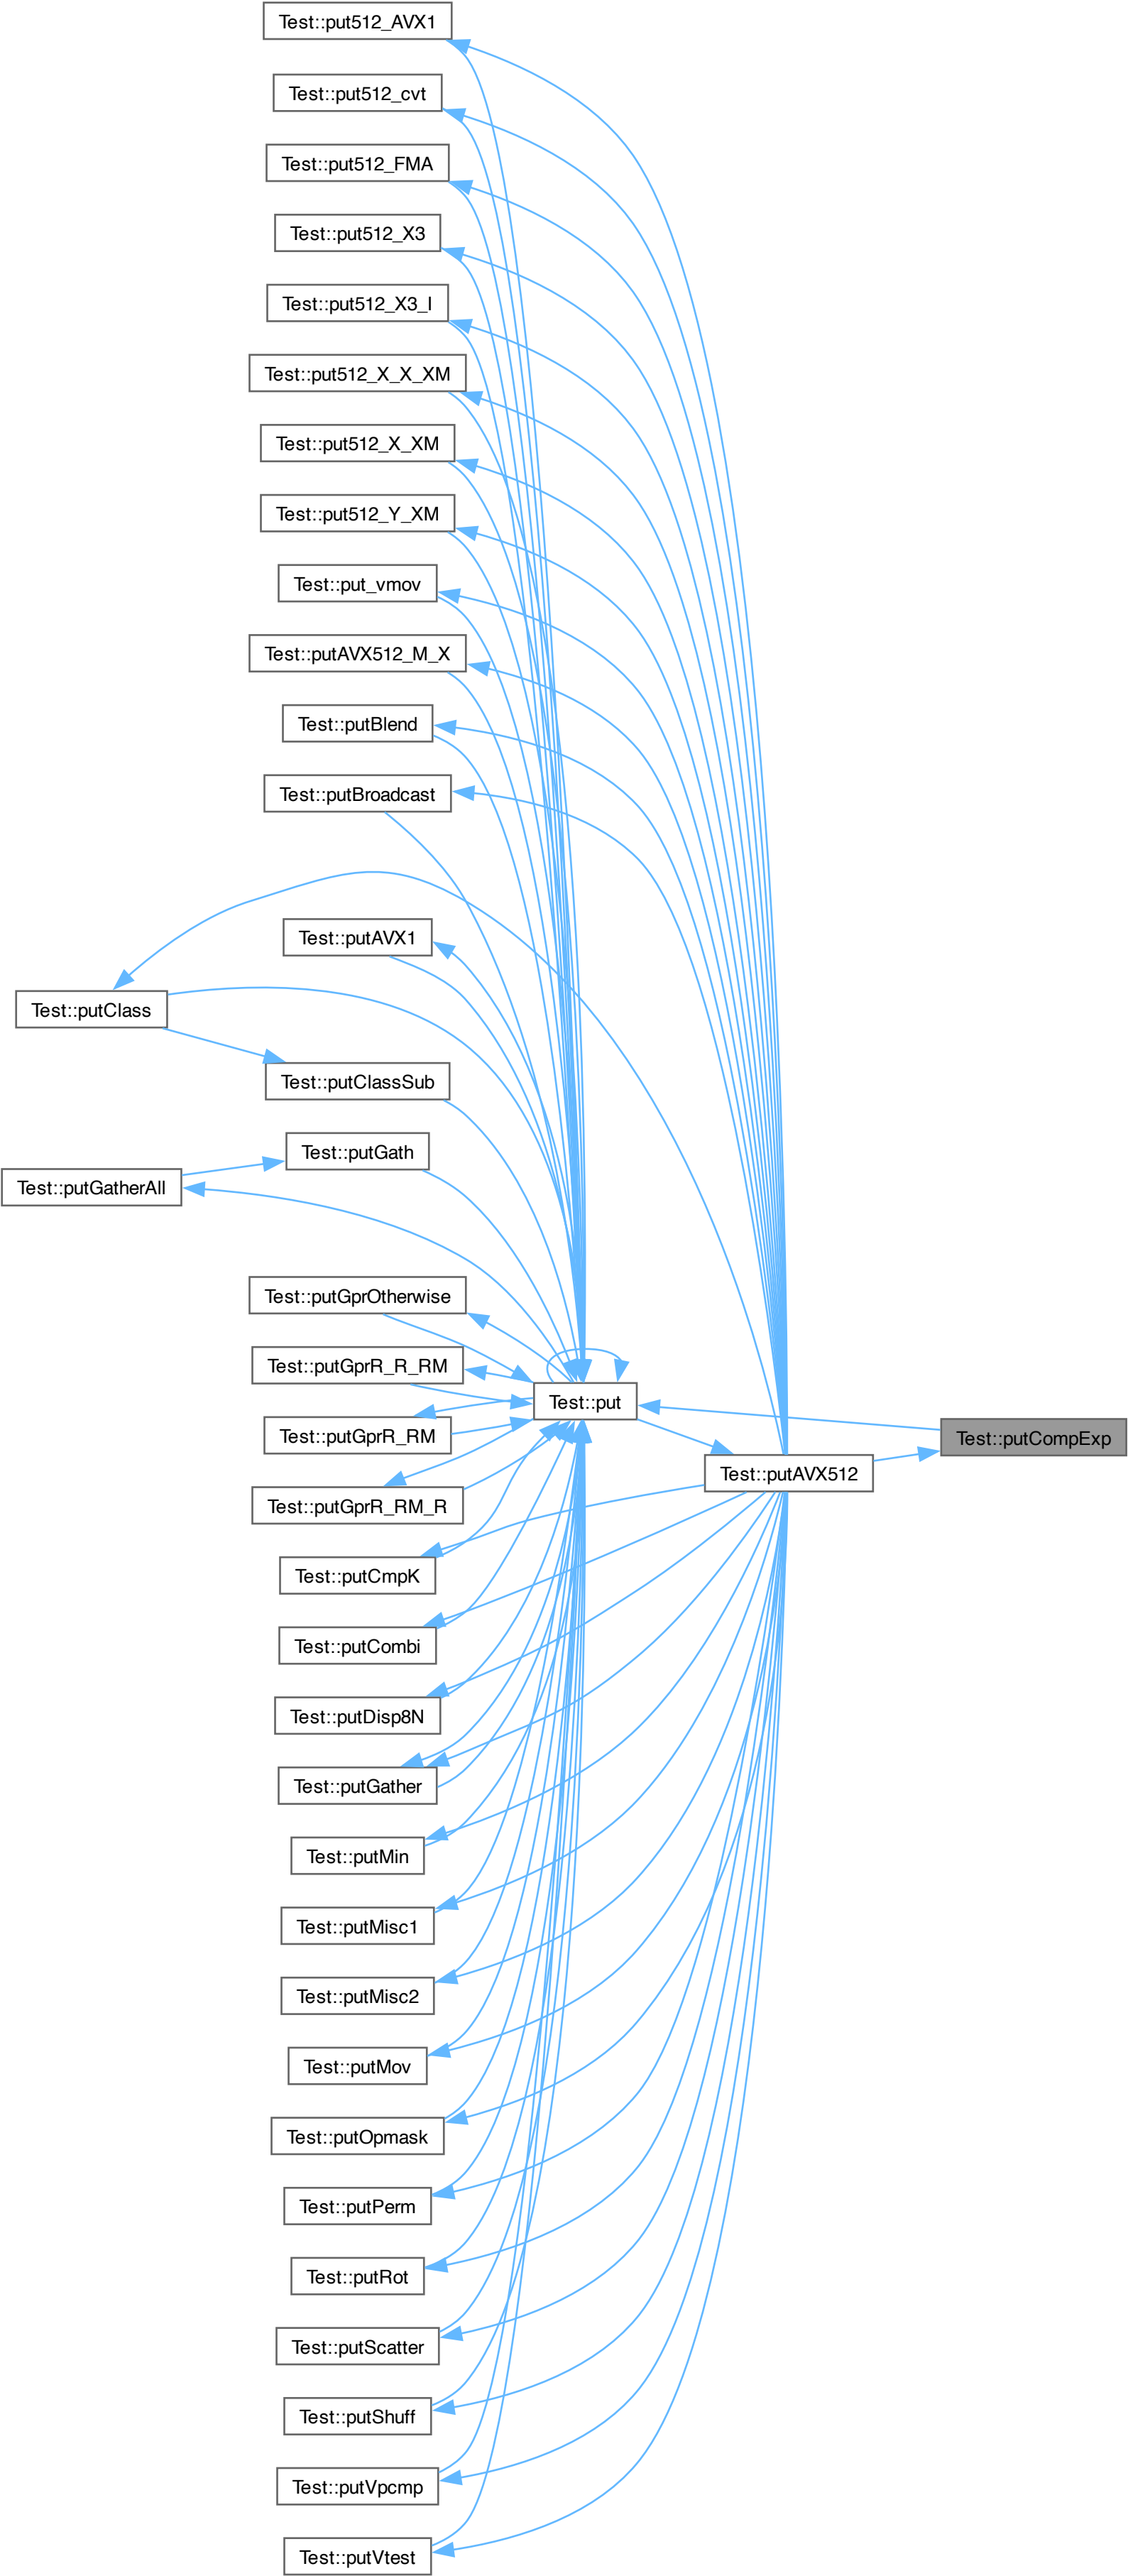 Test::put512_AVX1
Test::put512_cvt
Test::put512_FMA
Test::put512_X3
Test::put512_X3_I
Test::put512_X_X_XM
Test::put512_X_XM
Test::put512_Y_XM
Test::put_vmov
Test::putAVX512_M_X
Test::putBlend
Test::putBroadcast
Test::putAVX1
Test::putClass
Test::putClassSub
Test::putGath
Test::putGatherAll
Test::putGprOtherwise
Test::putGprR_R_RM
Test::put
Test::putGprR_RM
Test::putCompExp
Test::putAVX512
Test::putGprR_RM_R
Test::putCmpK
Test::putCombi
Test::putDisp8N
Test::putGather
Test::putMin
Test::putMisc1
Test::putMisc2
Test::putMov
Test::putOpmask
Test::putPerm
Test::putRot
Test::putScatter
Test::putShuff
Test::putVpcmp
Test::putVtest